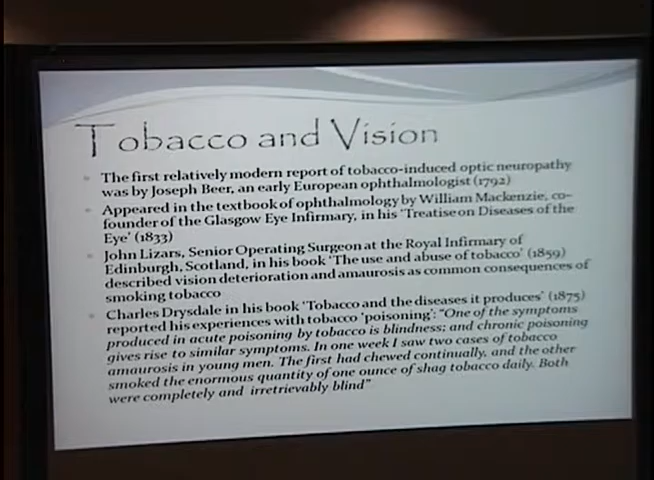 Tobacco and Vision
The first relatively modern report of tobacco-induced optic neuropathy
was by Joseph Beer, an early European ophthalmologist (1792)
Appeared in the textbook of ophthalmology by William Mackenzie, co-
founder of the Glasgow Eye Infirmary, in his 'Treatise on Diseases of the
Eye' (1833)
John Lizars, Senior Operating Surgeon at the Royal Infirmary of
Edinburgh, Scotland, in his book 'The use and abuse of tobacco' (1859)
described vision deterioration and amaurosis as common consequences of
smoking tobacco
Charles Drysdale in his book 'Tobacco and the diseases it produces' (1875)
reported his experiences with tobacco 'poisoning': "One of the symptoms
produced in acute poisoning by tobacco is blindness; and chronic poisoning
gives rise to similar symptoms. In one week I saw two cases of tobacco
amaurosis in young men. The first had chewed continually, and the other
smoked the enormous quantity of one ounce of shag tobacco daily. Both
were completely and irretrievably blind"